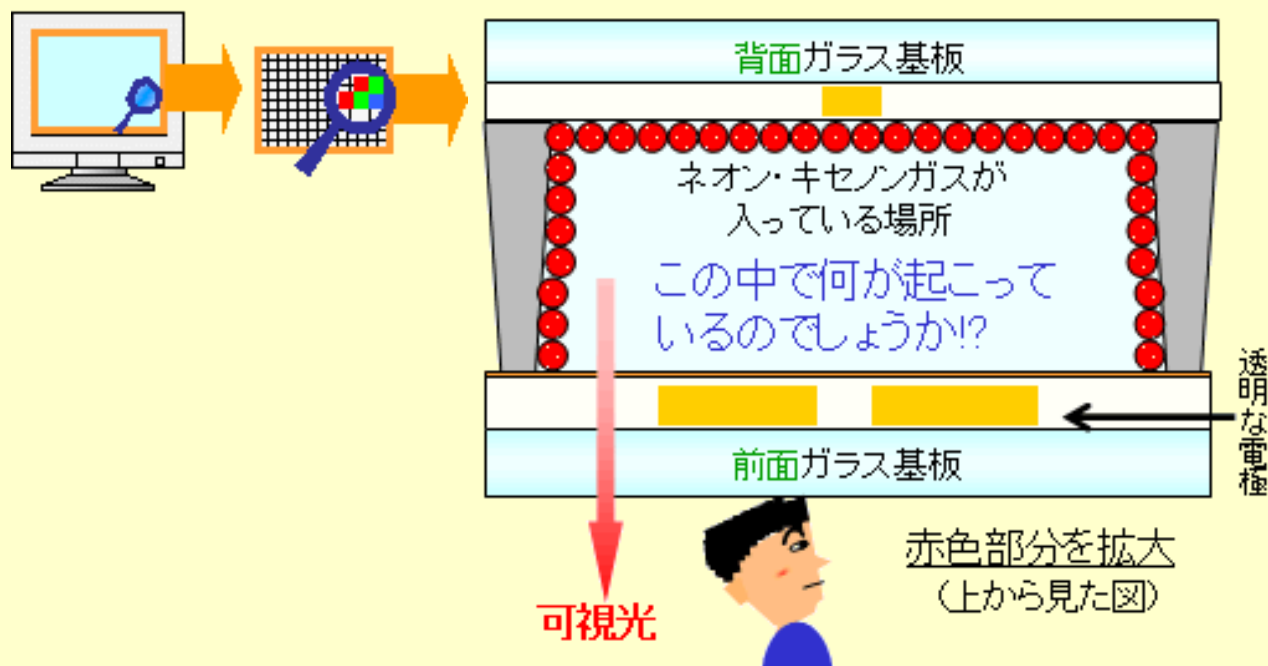 背面ガラス基板
ネオン・キセノンガスが
入っている場所
この中で何が起こって
いるのでしょうか!?
透明な電極
前面ガラス基板
赤色部分を拡大
(上から見た図)
可視光